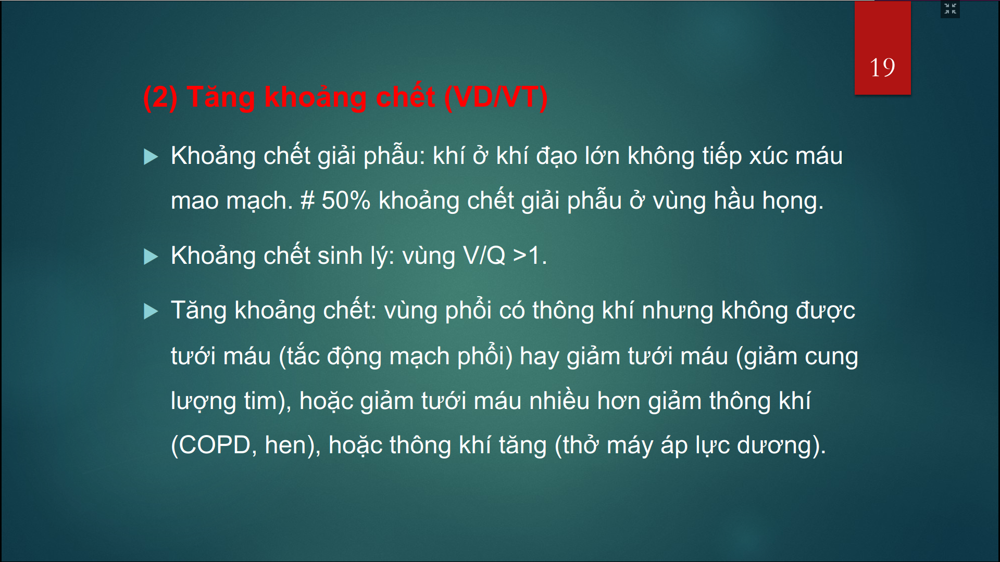 19
(2) Tăng khoảng chết (VD/VT)
Khoảng chết giải phẫu: khí ở khí đạo lớn không tiếp xúc máu
mao mạch. # 50% khoảng chết giải phẫu ở vùng hầu họng.
Khoảng chết sinh lý: vùng V/Q >1.
Tăng khoảng chết: vùng phổi có thông khí nhưng không được
tưới máu (tắc động mạch phổi) hay giảm tưới máu (giảm cung
lượng tim), hoặc giảm tưới máu nhiều hơn giảm thông khí
(COPD, hen), hoặc thông khí tăng (thở máy áp lực dương).